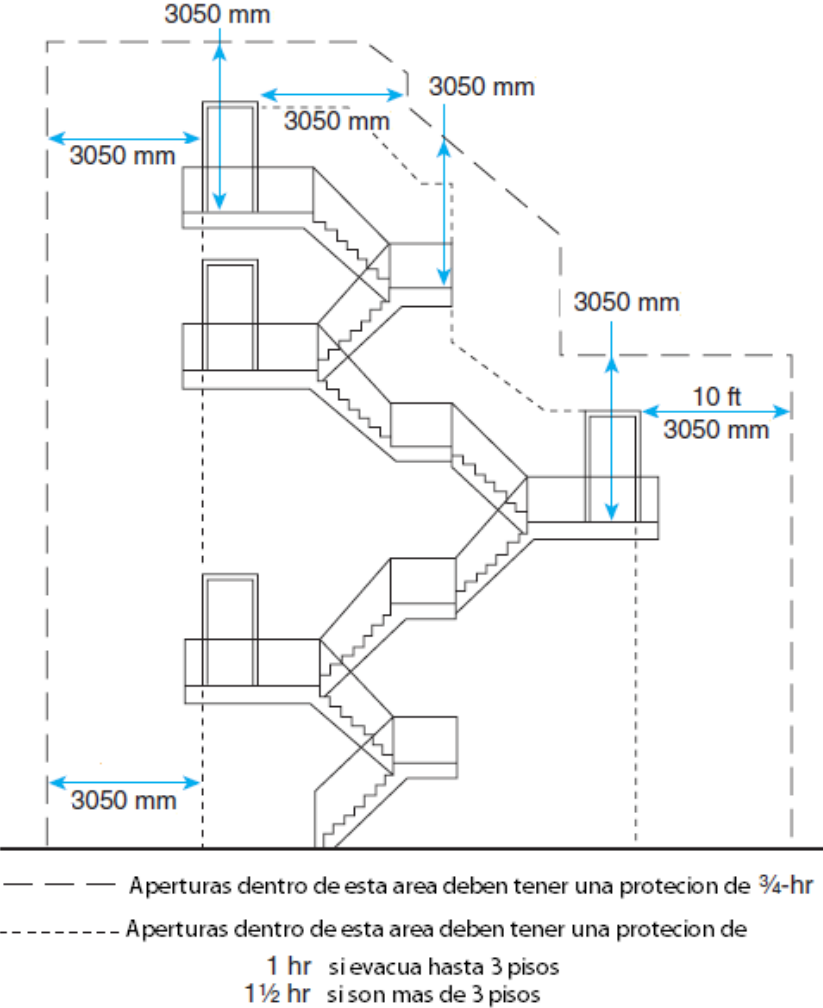 3050 mm
3050 mm
3050 mm
3050 mm
3050 mm
10 ft
3050 mm
3050 mm
Aperturas dentro de esta area deben tener una protecion de ¾-hr
Aperturas dentro de esta area deben tener una protecion de
1 hr si evacua hasta 3 pisos
1½ hr si son mas de 3 pisos